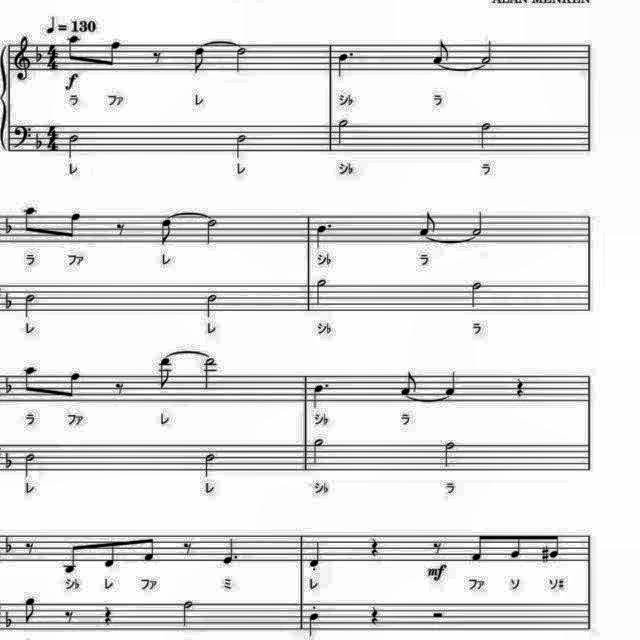 ALAN MENKEN
♩= 130
f
ラ ファ レ シ♭ ラ
レ レ シ♭ ラ
ラ ファ レ シ♭ ラ
レ レ シ♭ ラ
ラ ファ レ シ♭ ラ
レ レ シ♭ ラ
mf
シ♭ レ ファ ミ レ ファ ソ ソ♯